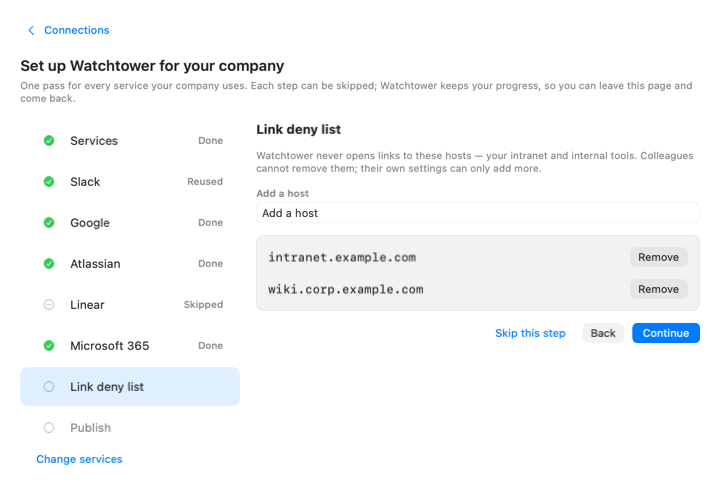 Connections
Set up Watchtower for your company
One pass for every service your company uses. Each step can be skipped; Watchtower keeps your progress, so you can leave this page and
come back.
Services Done
Slack Reused
Google Done
Atlassian Done
Linear Skipped
Microsoft 365 Done
Link deny list
Publish
Change services
Link deny list
Watchtower never opens links to these hosts — your intranet and internal tools. Colleagues
cannot remove them; their own settings can only add more.
Add a host
Add a host
intranet.example.com Remove
wiki.corp.example.com Remove
Skip this step Back Continue